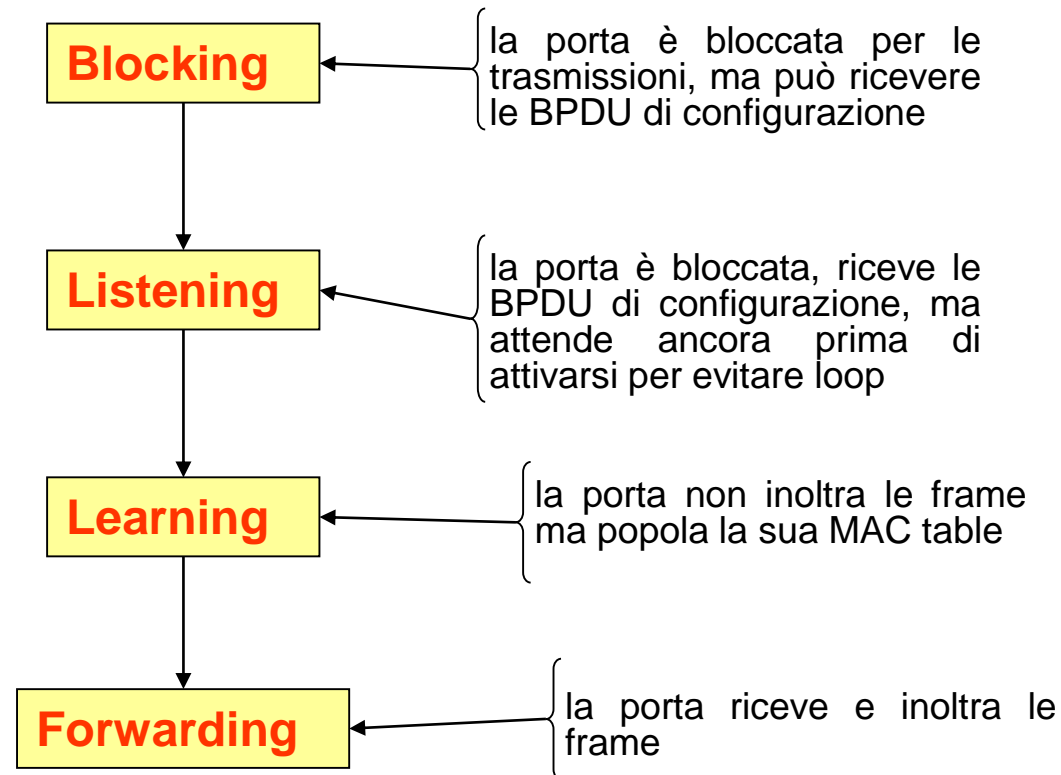 Blocking
la porta è bloccata per le
trasmissioni, ma può ricevere
le BPDU di configurazione
Listening
la porta è bloccata, riceve le
BPDU di configurazione, ma
attende ancora prima di
attivarsi per evitare loop
Learning
la porta non inoltra le frame
ma popola la sua MAC table
Forwarding
la porta riceve e inoltra le
frame